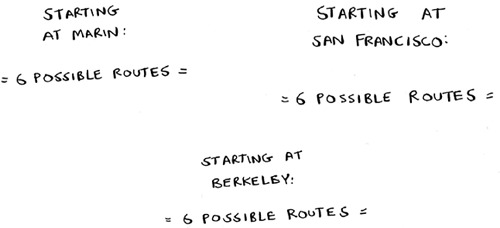 STARTING
AT MARIN:
= 6 POSSIBLE ROUTES =
STARTING AT
SAN FRANCISCO:
= 6 POSSIBLE ROUTES =
STARTING AT
BERKELEY:
= 6 POSSIBLE ROUTES =